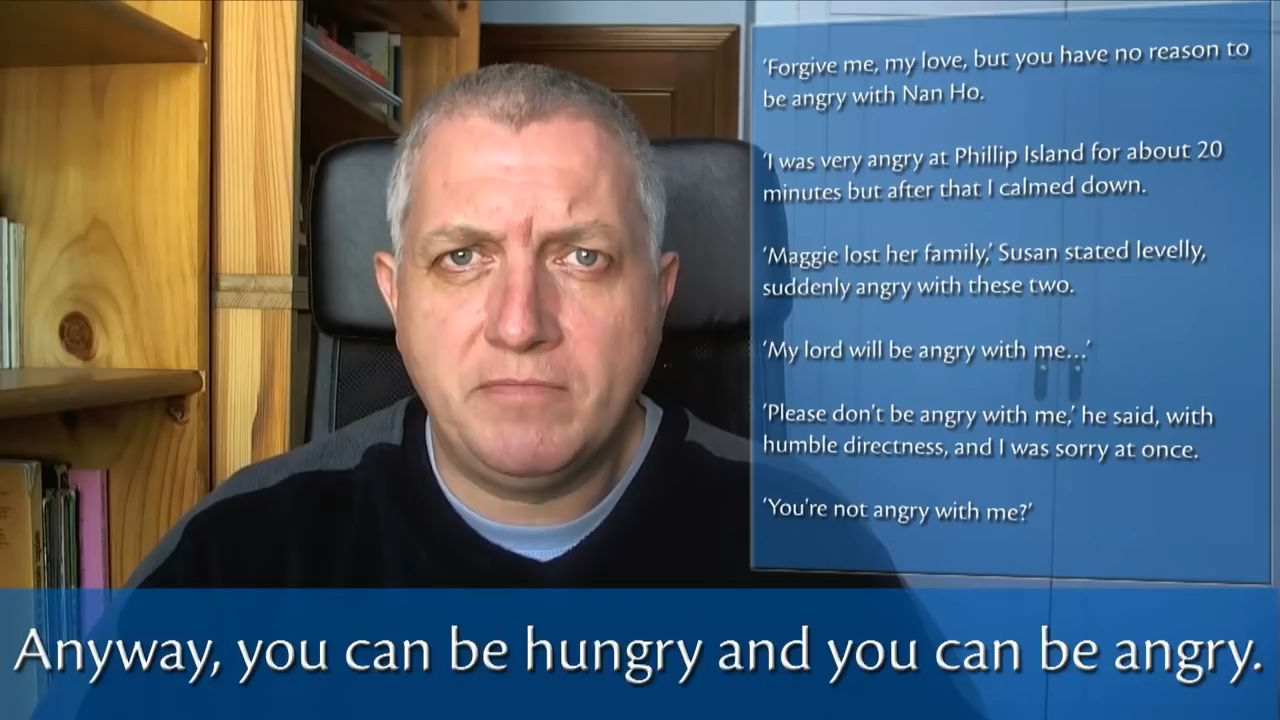 ‘Forgive me, my love, but you have no reason to
be angry with Nan Ho.
‘I was very angry at Phillip Island for about 20
minutes but after that I calmed down.
‘Maggie lost her family,’ Susan stated levelly,
suddenly angry with these two.
‘My lord will be angry with me...’
‘Please don't be angry with me,’ he said, with
humble directness, and I was sorry at once.
‘You're not angry with me?’
Anyway, you can be hungry and you can be angry.